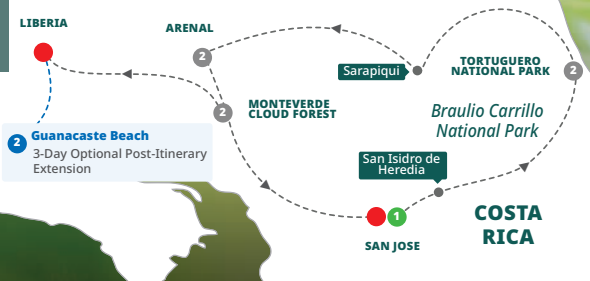 LIBERIA
ARENAL
2
Sarapiqui
TORTUGUERO
NATIONAL PARK
2
2
MONTEVERDE
CLOUD FOREST
Braulio Carrillo
National Park
2
Guanacaste Beach
3-Day Optional Post-Itinerary
Extension
San Isidro de
Heredia
1
SAN JOSE
COSTA
RICA